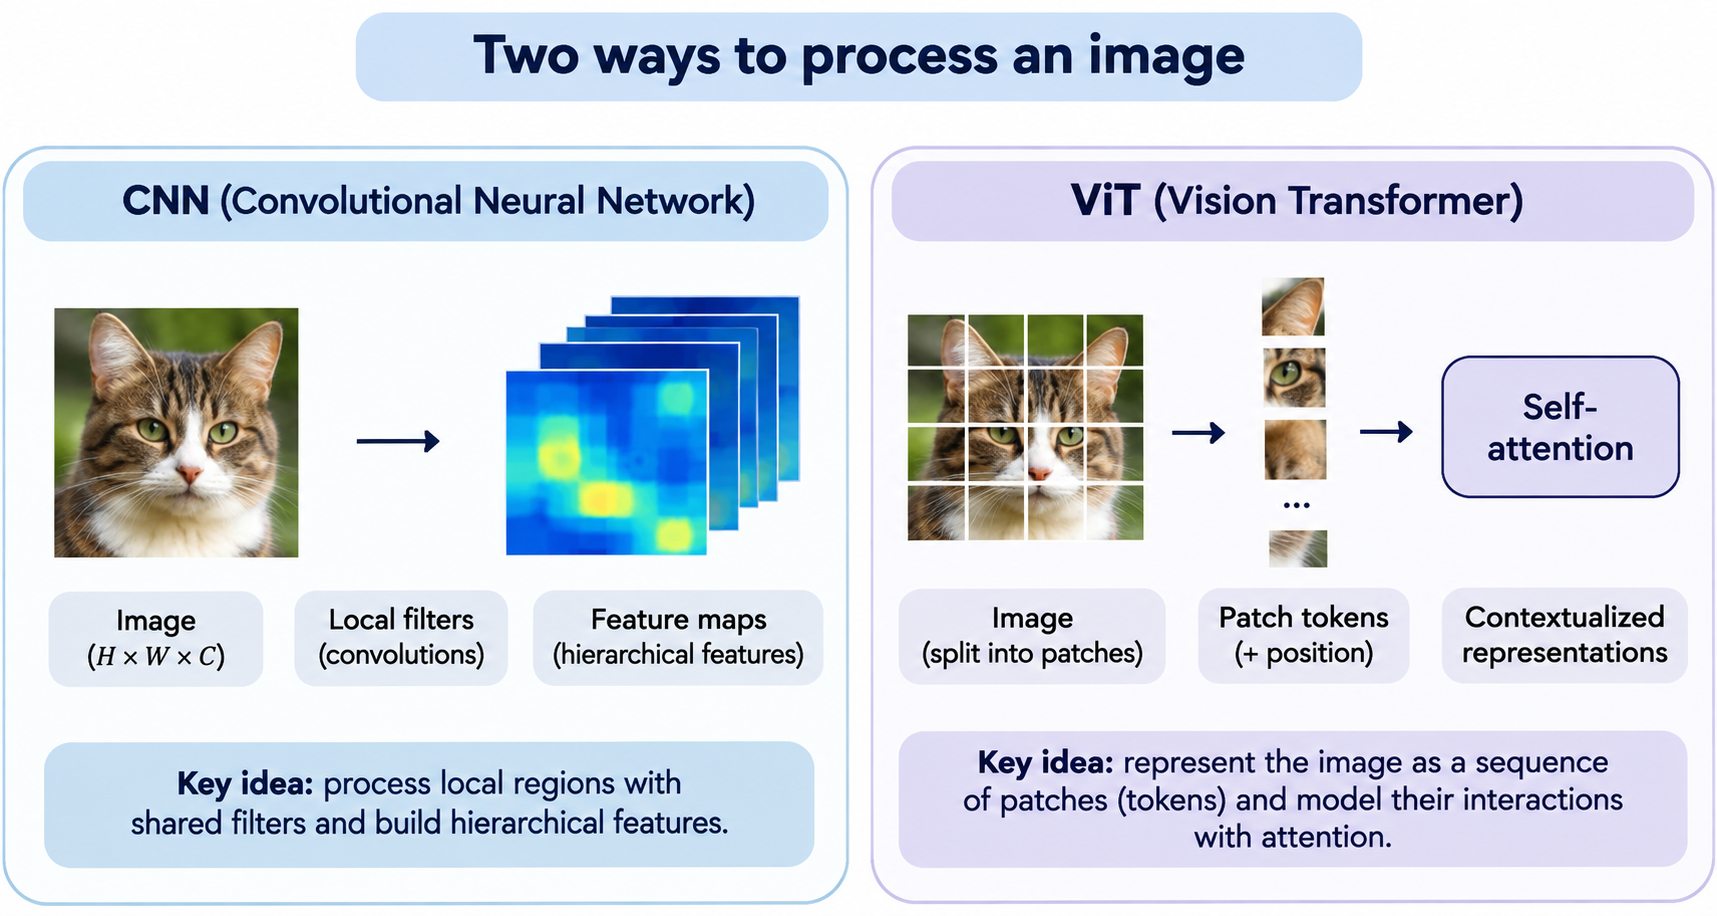 Two ways to process an image
CNN (Convolutional Neural Network)
Image
(H × W × C)
Local filters
(convolutions)
Feature maps
(hierarchical features)
Key idea: process local regions with
shared filters and build hierarchical features.
ViT (Vision Transformer)
...
Self-
attention
Image
(split into patches)
Patch tokens
(+ position)
Contextualized
representations
Key idea: represent the image as a sequence
of patches (tokens) and model their interactions
with attention.